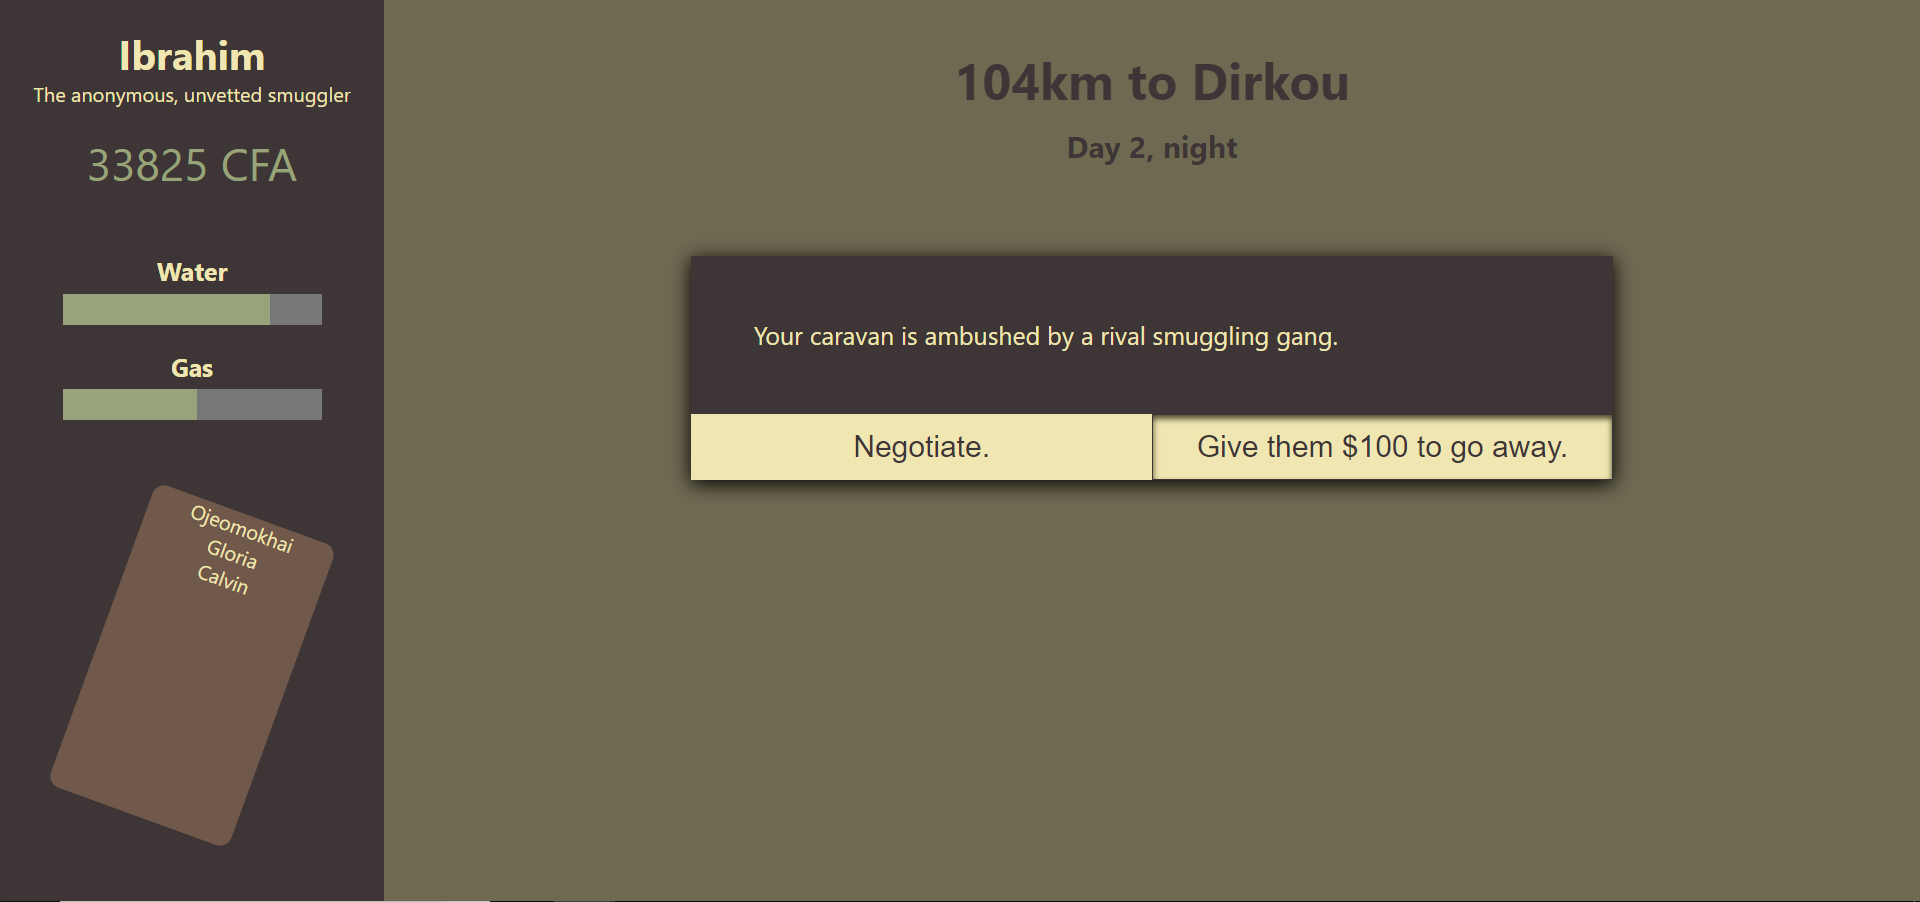 Ibrahim
The anonymous, unvetted smuggler
33825 CFA
Water
Gas
Ojeomokhai
Gloria
Calvin
104km to Dirkou
Day 2, night
Your caravan is ambushed by a rival smuggling gang.
Negotiate.
Give them $100 to go away.